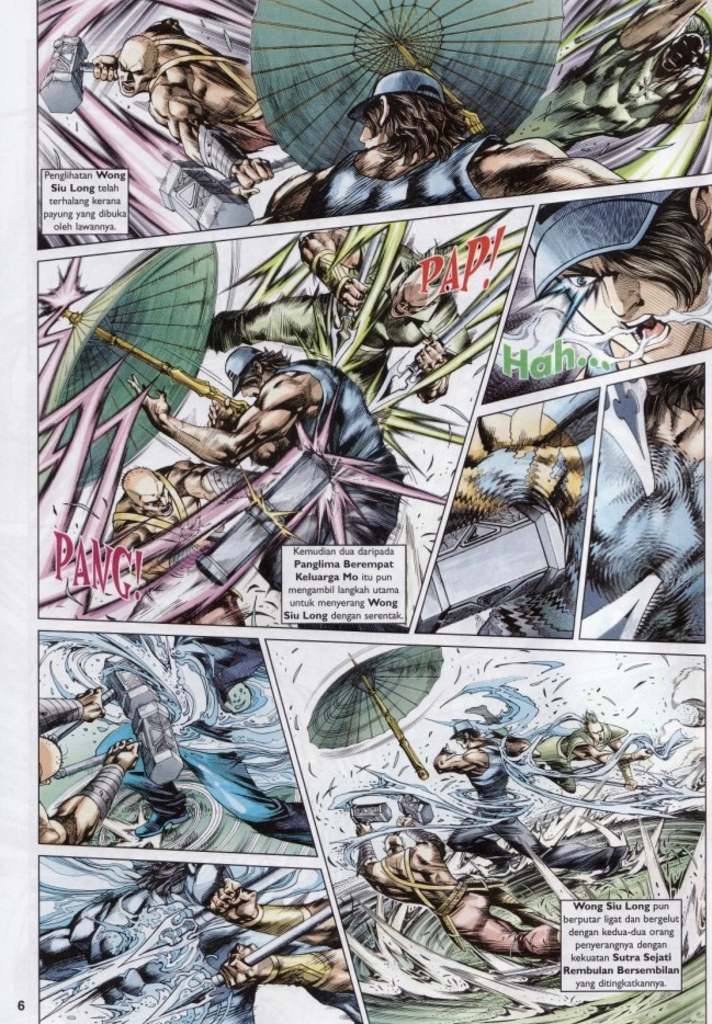 Penglihatan Wong
Siu Long telah
terhalang kerana
payung yang dibuka
oleh lawannya.
PAP!
Hah...
PANG!
Kemudian dua daripada
Panglima Berempat
Keluarga Mo itu pun
mengambil langkah utama
untuk menyerang Wong
Siu Long dengan serentak.
Wong Siu Long pun
berputar ligat dan bergelut
dengan kedua-dua orang
penyerangnya dengan
kekuatan Sutra Sejati
Rembulan Bersembilan
yang ditingkatkannya.
6